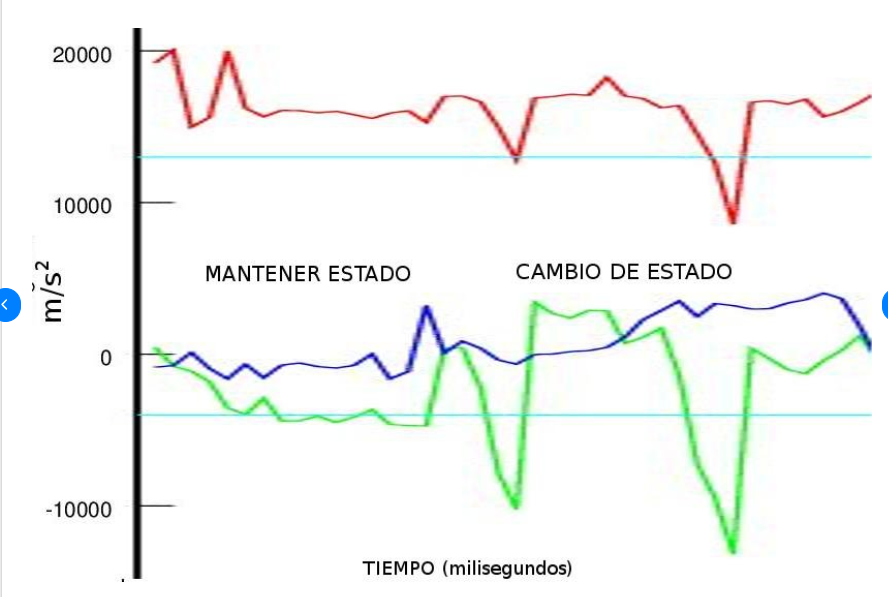 20000
10000
m/s²
MANTENER ESTADO
CAMBIO DE ESTADO
0
-10000
TIEMPO (milisegundos)